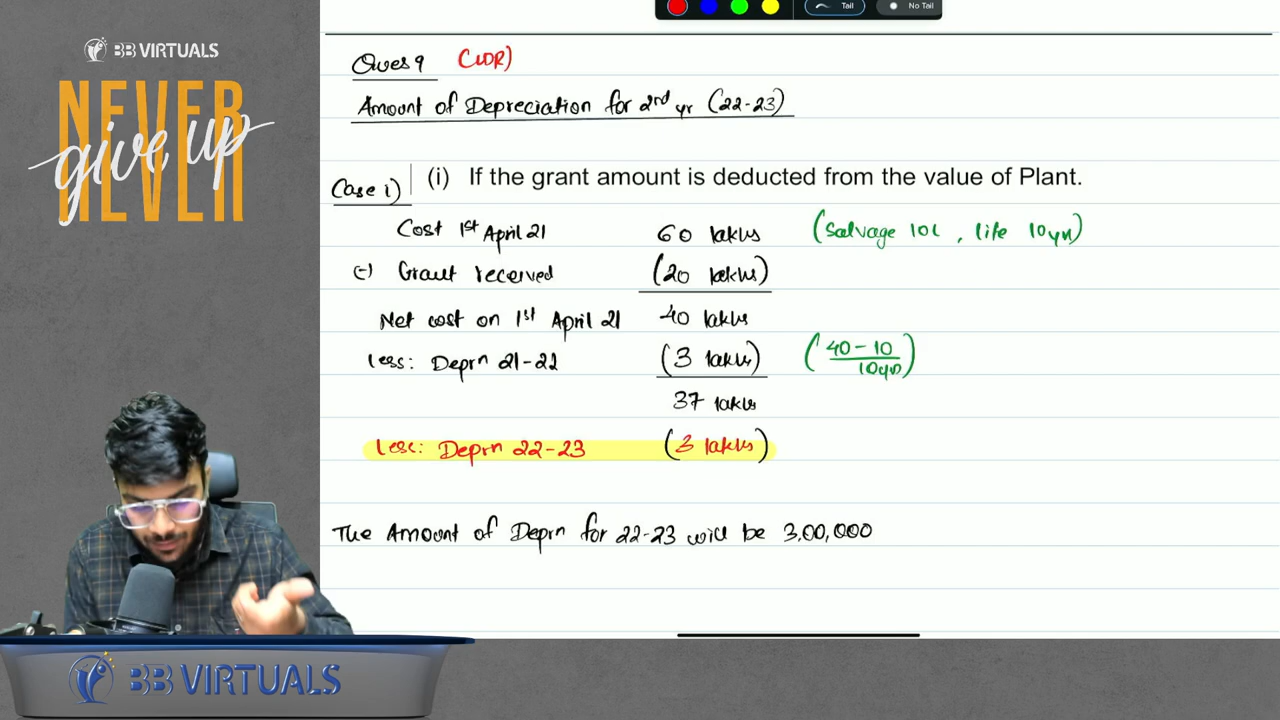 Tail
No Tail
BB VIRTUALS
NEVER
give up
NEVER
Ques 9 (WDR)
Amount of Depreciation for 2nd yr (22-23)
Case i) (i) If the grant amount is deducted from the value of Plant.
Cost 1st April 21 60 lakhs (Salvage 10L, life 10yr)
(-) Grant received (20 lakhs)
Net cost on 1st April 21 40 lakhs
less: Deprn 21-22 (3 lakhs) (40-10
10yr)
37 lakhs
less: Deprn 22-23 (3 lakhs)
The Amount of Deprn for 22-23 will be 3,00,000
BB VIRTUALS